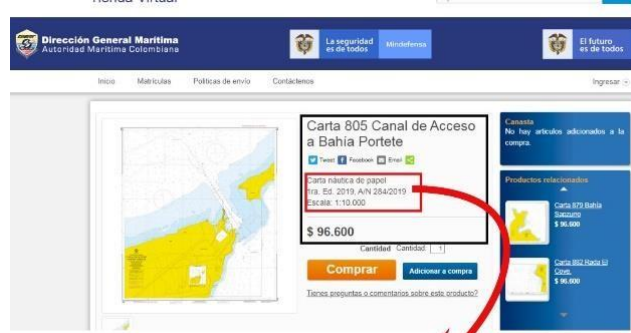 Tienda Virtual
Dirección General Marítima
Autoridad Marítima Colombiana
La seguridad
es de todos
Mindefensa
El futuro
es de todos
Inicio Matrículas Políticas de envío Contáctenos Ingresar
Carta 805 Canal de Acceso
a Bahía Portete
Tweet Facebook Email
Carta náutica de papel
1ra. Ed. 2019, A/N 284/2019
Escala: 1:10.000
$ 96.600
Cantidad Cantidad 1
Comprar
Adicionar a compra
Tienes preguntas o comentarios sobre este producto?
Canasta
No hay artículos adicionados a la
compra.
Productos relacionados
Carta 870 Bahía
Sapzurro
$ 96.600
Carta 882 Rada El
Cove.
$ 96.600